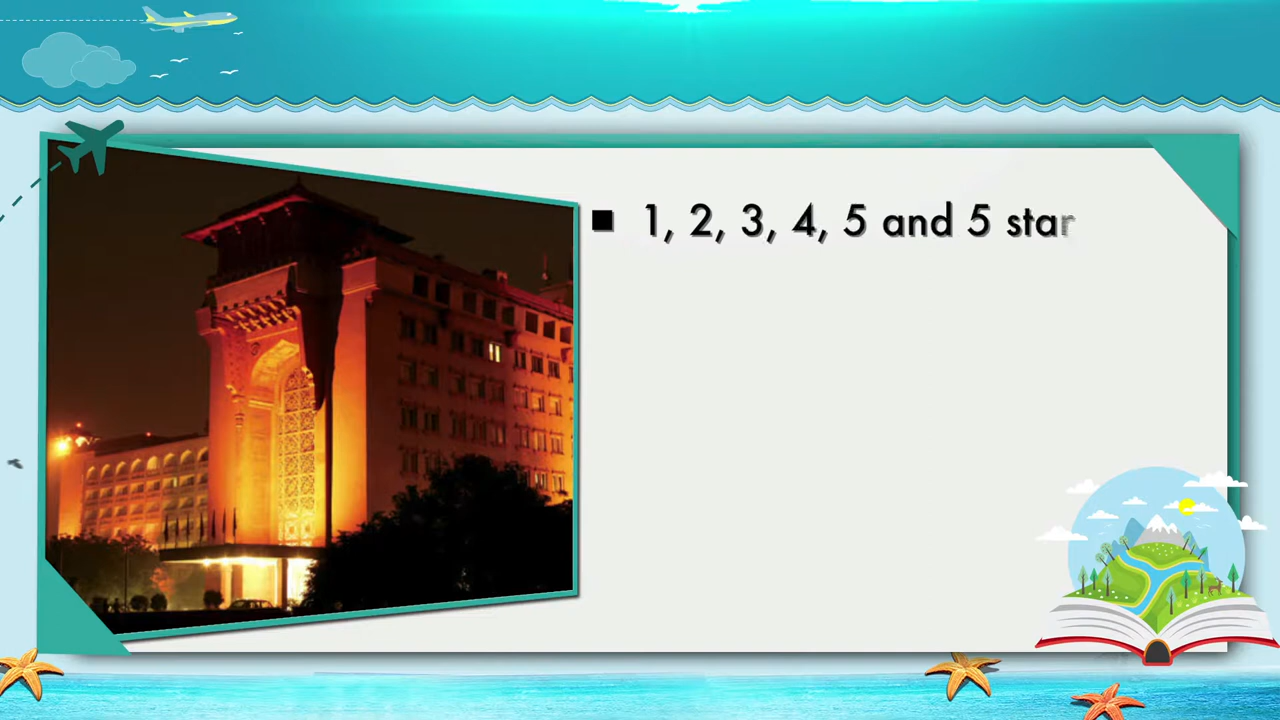 1, 2, 3, 4, 5 and 5 star